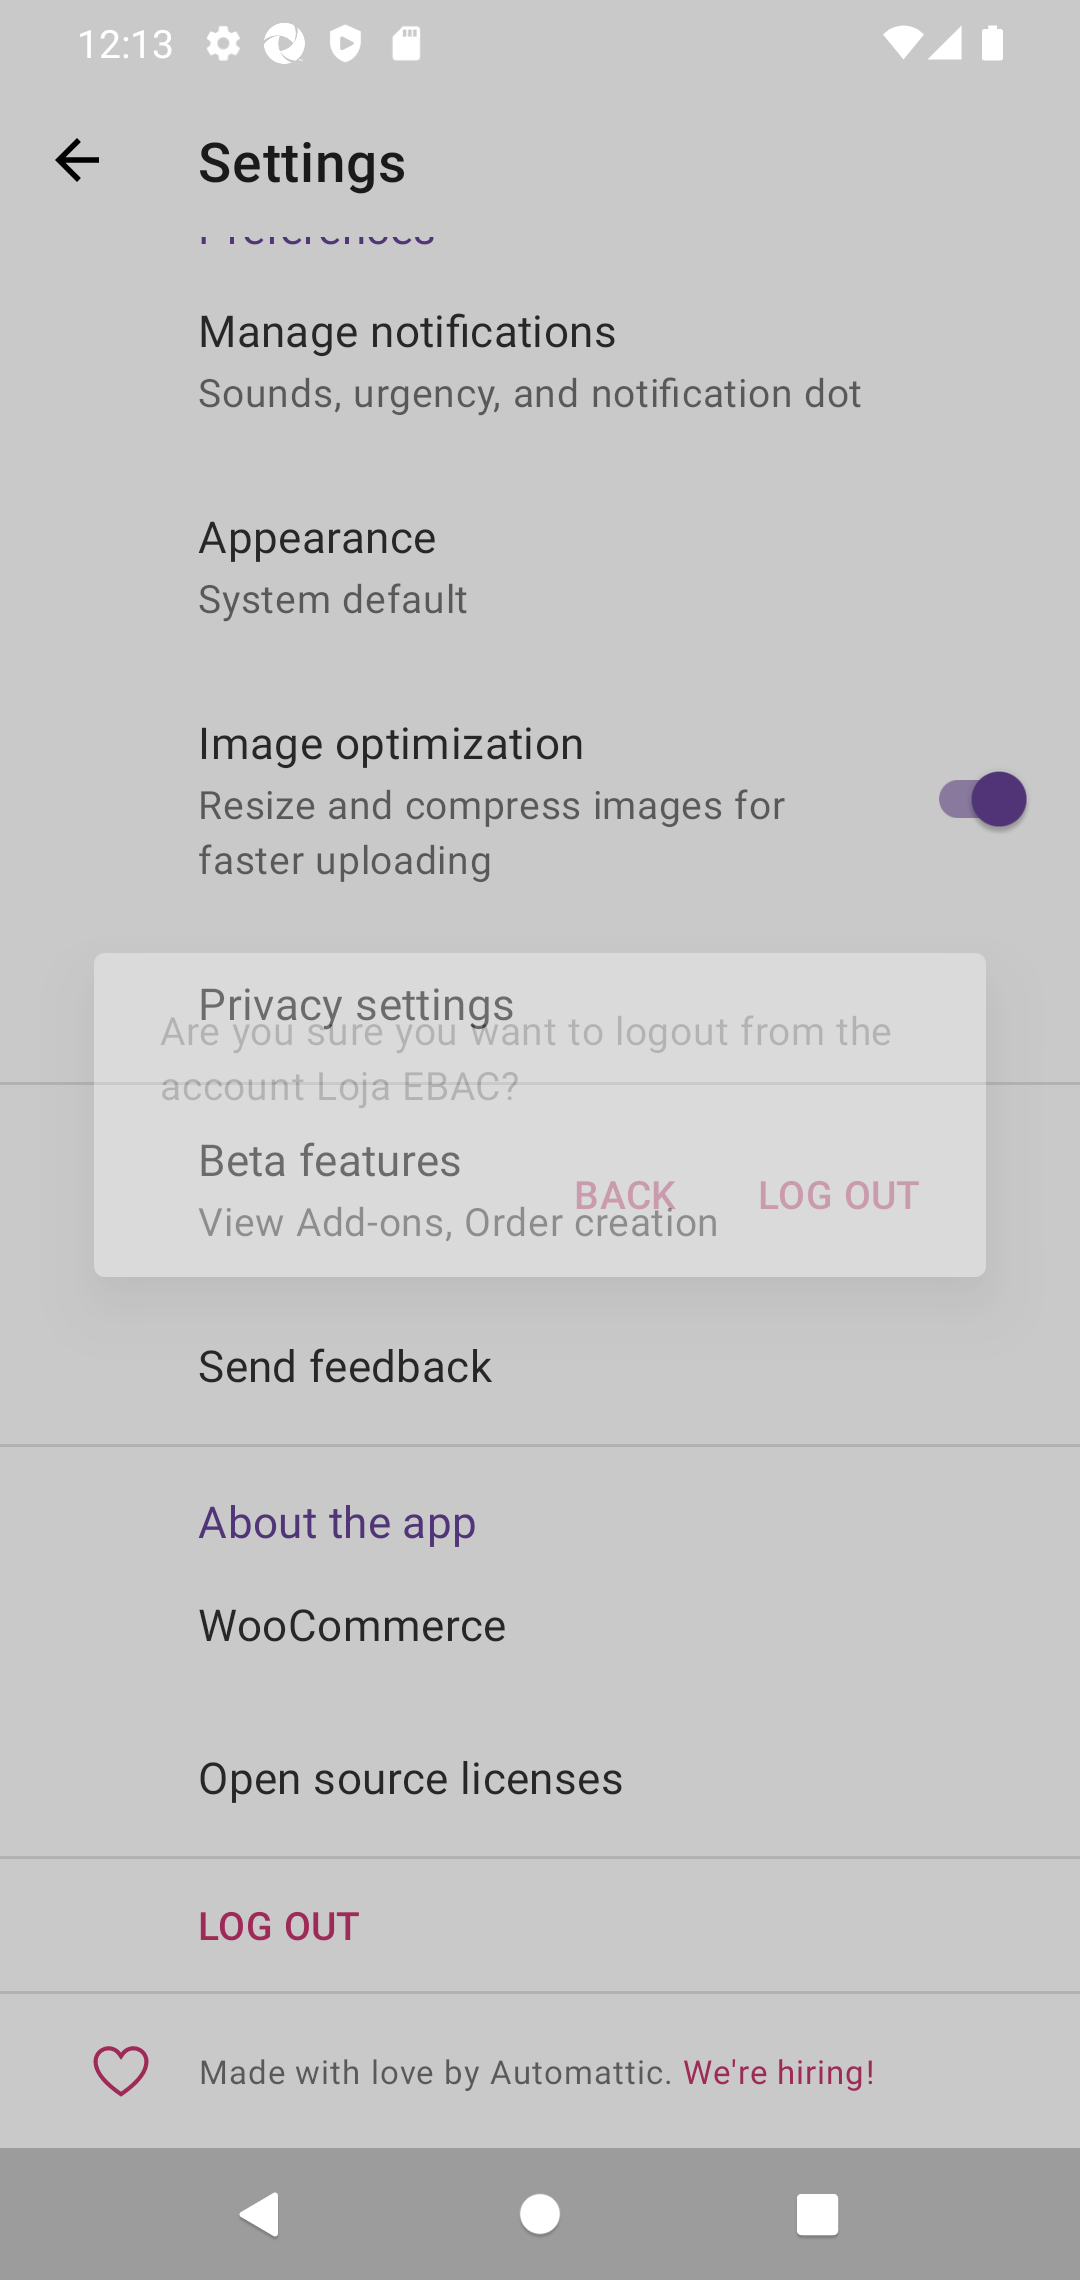 12:13
Settings
Preferences
Manage notifications
Sounds, urgency, and notification dot
Appearance
System default
Image optimization
Resize and compress images for
faster uploading
Privacy settings
Are you sure you want to logout from the
account Loja EBAC?
Beta features
BACK LOG OUT
View Add-ons, Order creation
Send feedback
About the app
WooCommerce
Open source licenses
LOG OUT
Made with love by Automattic. We're hiring!